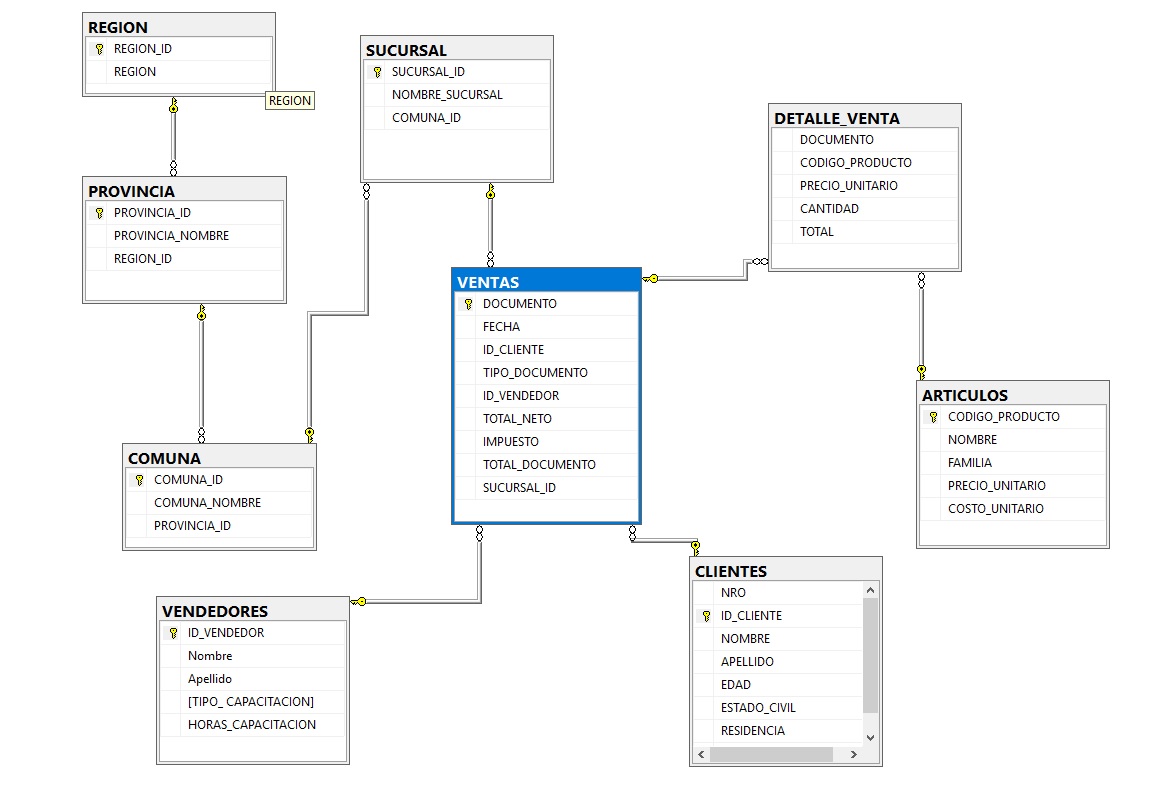 REGION
REGION_ID
REGION
REGION
SUCURSAL
SUCURSAL_ID
NOMBRE_SUCURSAL
COMUNA_ID
DETALLE_VENTA
DOCUMENTO
CODIGO_PRODUCTO
PRECIO_UNITARIO
CANTIDAD
TOTAL
PROVINCIA
PROVINCIA_ID
PROVINCIA_NOMBRE
REGION_ID
VENTAS
DOCUMENTO
FECHA
ID_CLIENTE
TIPO_DOCUMENTO
ID_VENDEDOR
TOTAL_NETO
IMPUESTO
TOTAL_DOCUMENTO
SUCURSAL_ID
ARTICULOS
CODIGO_PRODUCTO
NOMBRE
FAMILIA
PRECIO_UNITARIO
COSTO_UNITARIO
COMUNA
COMUNA_ID
COMUNA_NOMBRE
PROVINCIA_ID
VENDEDORES
ID_VENDEDOR
Nombre
Apellido
[TIPO_ CAPACITACION]
HORAS_CAPACITACION
CLIENTES
NRO
ID_CLIENTE
NOMBRE
APELLIDO
EDAD
ESTADO_CIVIL
RESIDENCIA